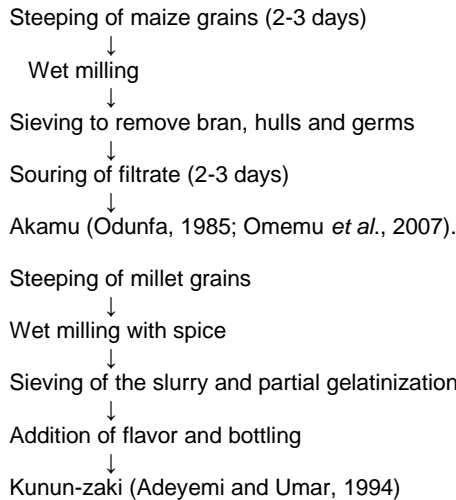 Steeping of maize grains (2-3 days)
↓
Wet milling
↓
Sieving to remove bran, hulls and germs
↓
Souring of filtrate (2-3 days)
↓
Akamu (Odunfa, 1985; Omemu et al., 2007).
Steeping of millet grains
↓
Wet milling with spice
↓
Sieving of the slurry and partial gelatinization
↓
Addition of flavor and bottling
↓
Kunun-zaki (Adeyemi and Umar, 1994)